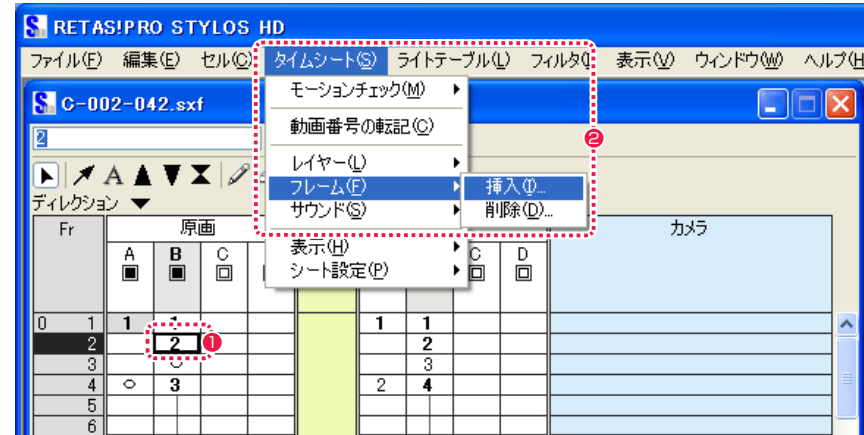 RETAS!PRO STYLOS HD
ファイル(F) 編集(E) セル(C) タイムシート(S) ライトテーブル(L) フィルタ 表示(V) ウィンドウ(W) ヘルプ(H
モーションチェック(M)
C-002-042.sxf
動画番号の転記(C)
2
❷
レイヤー(L)
フレーム(F) 挿入(I)...
ディレクション サウンド(S) 削除(D)...
Fr 原画 カメラ
表示(H)
A B C C D
シート設定(P)
0 1 1 1 1 1
2 2 ❶ 2
3 ○ 3
4 ○ 3 2 4
5
6